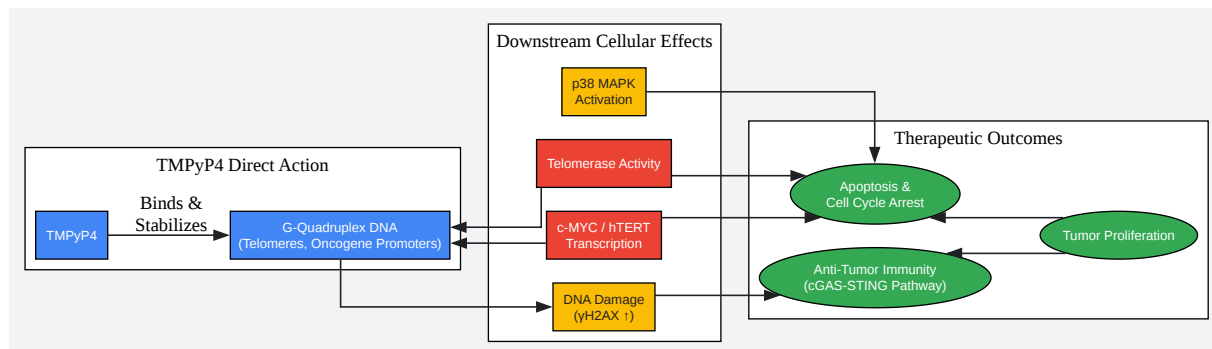 Downstream Cellular Effects
p38 MAPK
Activation
Therapeutic Outcomes
TMPyP4 Direct Action
Telomerase Activity
Apoptosis &
Cell Cycle Arrest
Binds &
Stabilizes
TMPyP4
G-Quadruplex DNA
(Telomeres, Oncogene Promoters)
c-MYC / hTERT
Transcription
Tumor Proliferation
Anti-Tumor Immunity
(cGAS-STING Pathway)
DNA Damage
(γH2AX ↑)